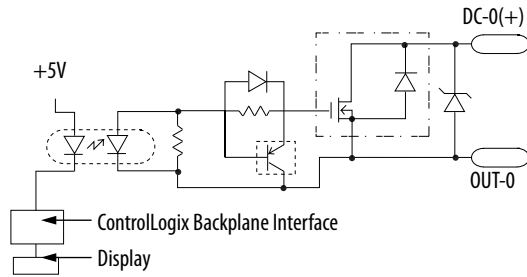 DC-0(+)
+5V
OUT-0
ControlLogix Backplane Interface
Display